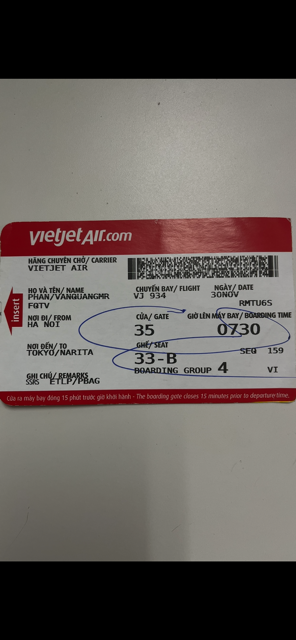 vietjetAir.com
HÃNG CHUYÊN CHỞ/ CARRIER
VIETJET AIR
HỌ VÀ TÊN/ NAME CHUYẾN BAY/ FLIGHT NGÀY/ DATE
PHAN/VANQUANGMR VJ 934 30NOV
FQTV RMTU6S
insert
NƠI ĐI/ FROM CỬA/ GATE GIỜ LÊN MÁY BAY/ BOARDING TIME
HA NOI 35 0730
NƠI ĐẾN/ TO GHẾ/ SEAT SEQ 159
TOKYO/NARITA 33-B
GHI CHÚ/ REMARKS BOARDING GROUP 4 VI
SSRS ETLP/PBAG
Cửa ra máy bay đóng 15 phút trước giờ khởi hành - The boarding gate closes 15 minutes prior to departure time.